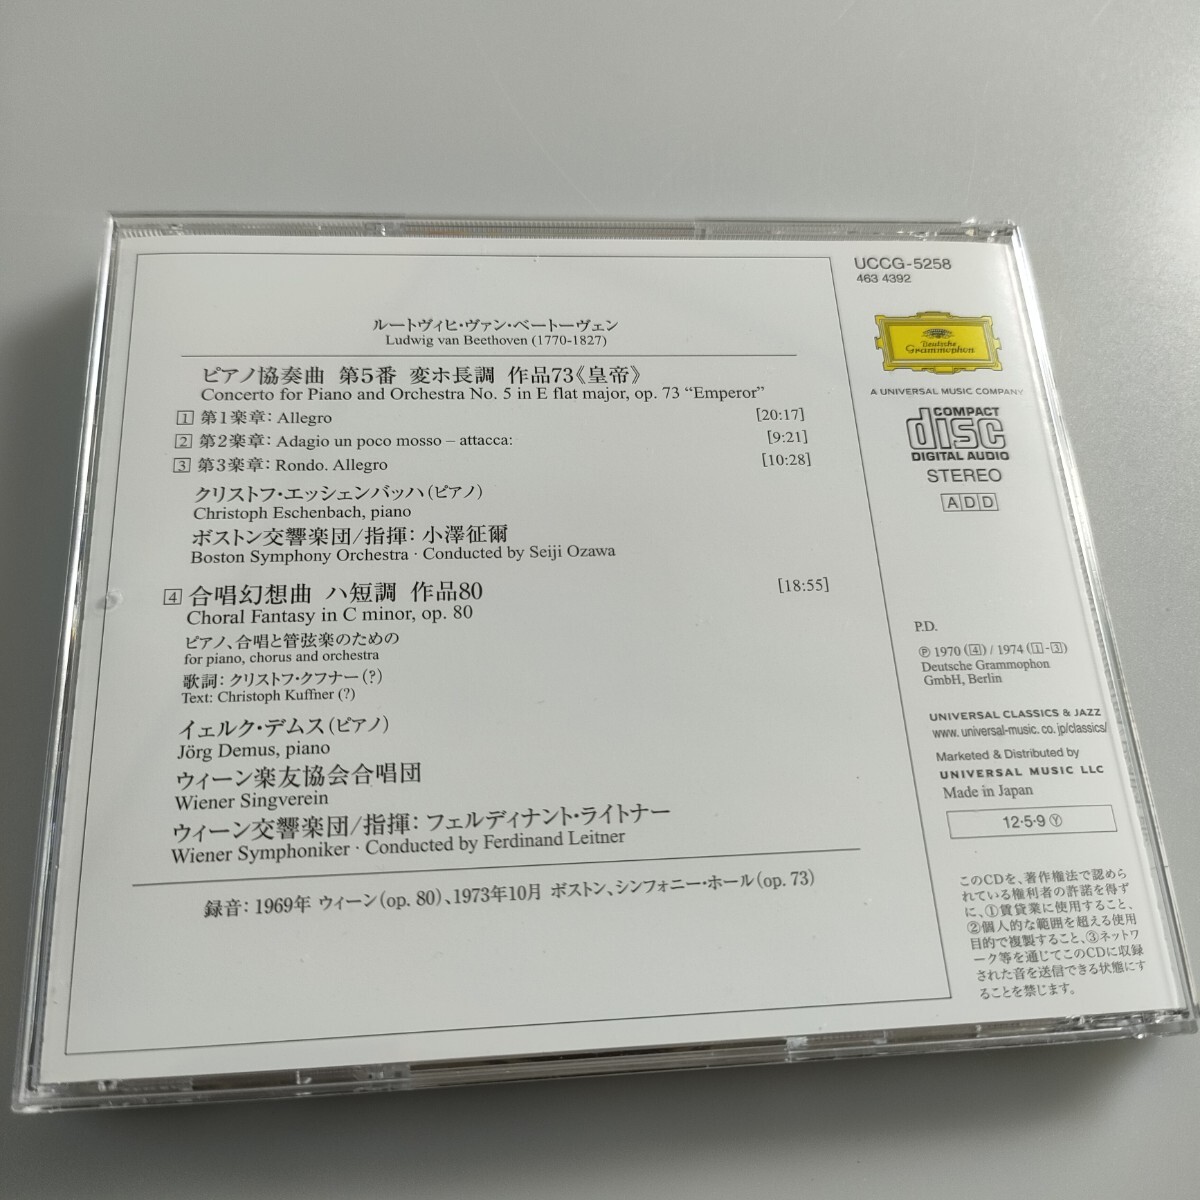 ルートヴィヒ・ヴァン・ベートーヴェン
Ludwig van Beethoven (1770-1827)
ピアノ協奏曲 第5番 変ホ長調 作品73《皇帝》
Concerto for Piano and Orchestra No. 5 in E flat major, op. 73 “Emperor”
1 第1楽章: Allegro [20:17]
2 第2楽章: Adagio un poco mosso – attacca: [9:21]
3 第3楽章: Rondo. Allegro [10:28]
クリストフ・エッシェンバッハ(ピアノ)
Christoph Eschenbach, piano
ボストン交響楽団/指揮: 小澤征爾
Boston Symphony Orchestra · Conducted by Seiji Ozawa
4 合唱幻想曲 ハ短調 作品80 [18:55]
Choral Fantasy in C minor, op. 80
ピアノ、合唱と管弦楽のための
for piano, chorus and orchestra
歌詞: クリストフ・クフナー(?)
Text: Christoph Kuffner (?)
イェルク・デムス(ピアノ)
Jörg Demus, piano
ウィーン楽友協会合唱団
Wiener Singverein
ウィーン交響楽団/指揮: フェルディナント・ライトナー
Wiener Symphoniker · Conducted by Ferdinand Leitner
録音: 1969年 ウィーン(op. 80)、1973年10月 ボストン、シンフォニー・ホール(op. 73)
UCCG-5258
463 4392
Deutsche
Grammophon
A UNIVERSAL MUSIC COMPANY
COMPACT
disc
DIGITAL AUDIO
STEREO
ADD
P.D.
℗ 1970 (4) / 1974 (1-3)
Deutsche Grammophon
GmbH, Berlin
UNIVERSAL CLASSICS & JAZZ
www. universal-music. co. jp/classics/
Marketed & Distributed by
UNIVERSAL MUSIC LLC
Made in Japan
12・5・9 Ⓨ
このCDを、著作権法で認めら
れている権利者の許諾を得ず
に、①賃貸業に使用すること、
②個人的な範囲を超える使用
目的で複製すること、③ネットワ
ーク等を通じてこのCDに収録
された音を送信できる状態にす
ることを禁じます。